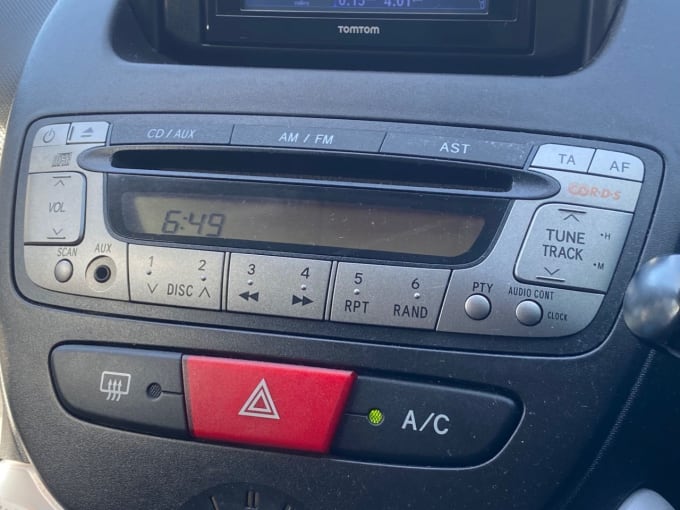 TOMTOM
CD / AUX
AM / FM
AST
TA
AF
VOL
6:49
TUNE
TRACK
H
M
SCAN
AUX
1
2
DISC
3
4
5
6
RPT
RAND
PTY
AUDIO CONT
CLOCK
A/C